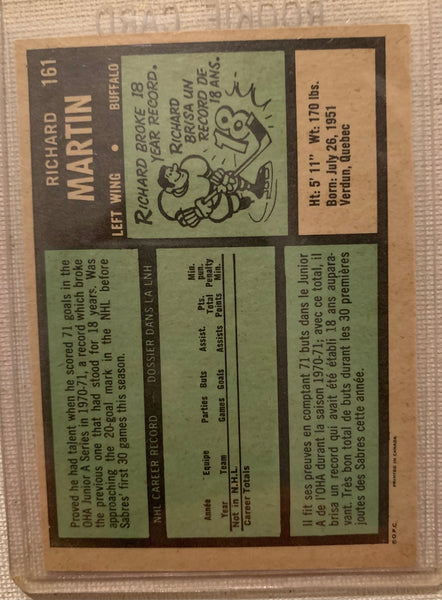 ROOKIE CARD
RICHARD 161
MARTIN
LEFT WING • BUFFALO
RICHARD BROKE 18
YEAR RECORD.
RICHARD
BRISA UN
RECORD DE
18 ANS.
18
Ht: 5' 11" Wt: 170 lbs.
Born: July 26, 1951
Verdun, Quebec
Proved he had talent when he scored 71 goals in the
OHA Junior A Series in 1970-71, a record which broke
the previous one that had stood for 18 years. Was
approaching the 20-goal mark in the NHL before
Sabres' first 30 games this season.
NHL CAREER RECORD - DOSSIER DANS LA LNH
Min.
Pts. pun.
Année Equipe Parties Buts Assist. Total Penalty
Year Team Games Goals Assists Points Min.
Not in N.H.L.
Career Totals
Il fit ses preuves en comptant 71 buts dans le Junior
A de l'OHA durant la saison 1970-71; avec ce total, il
brisa un record qui avait été établi 18 ans aupara-
vant. Très bon total de buts durant les 30 premières
joutes des Sabres cette année.
© O.P.C. PRINTED IN CANADA